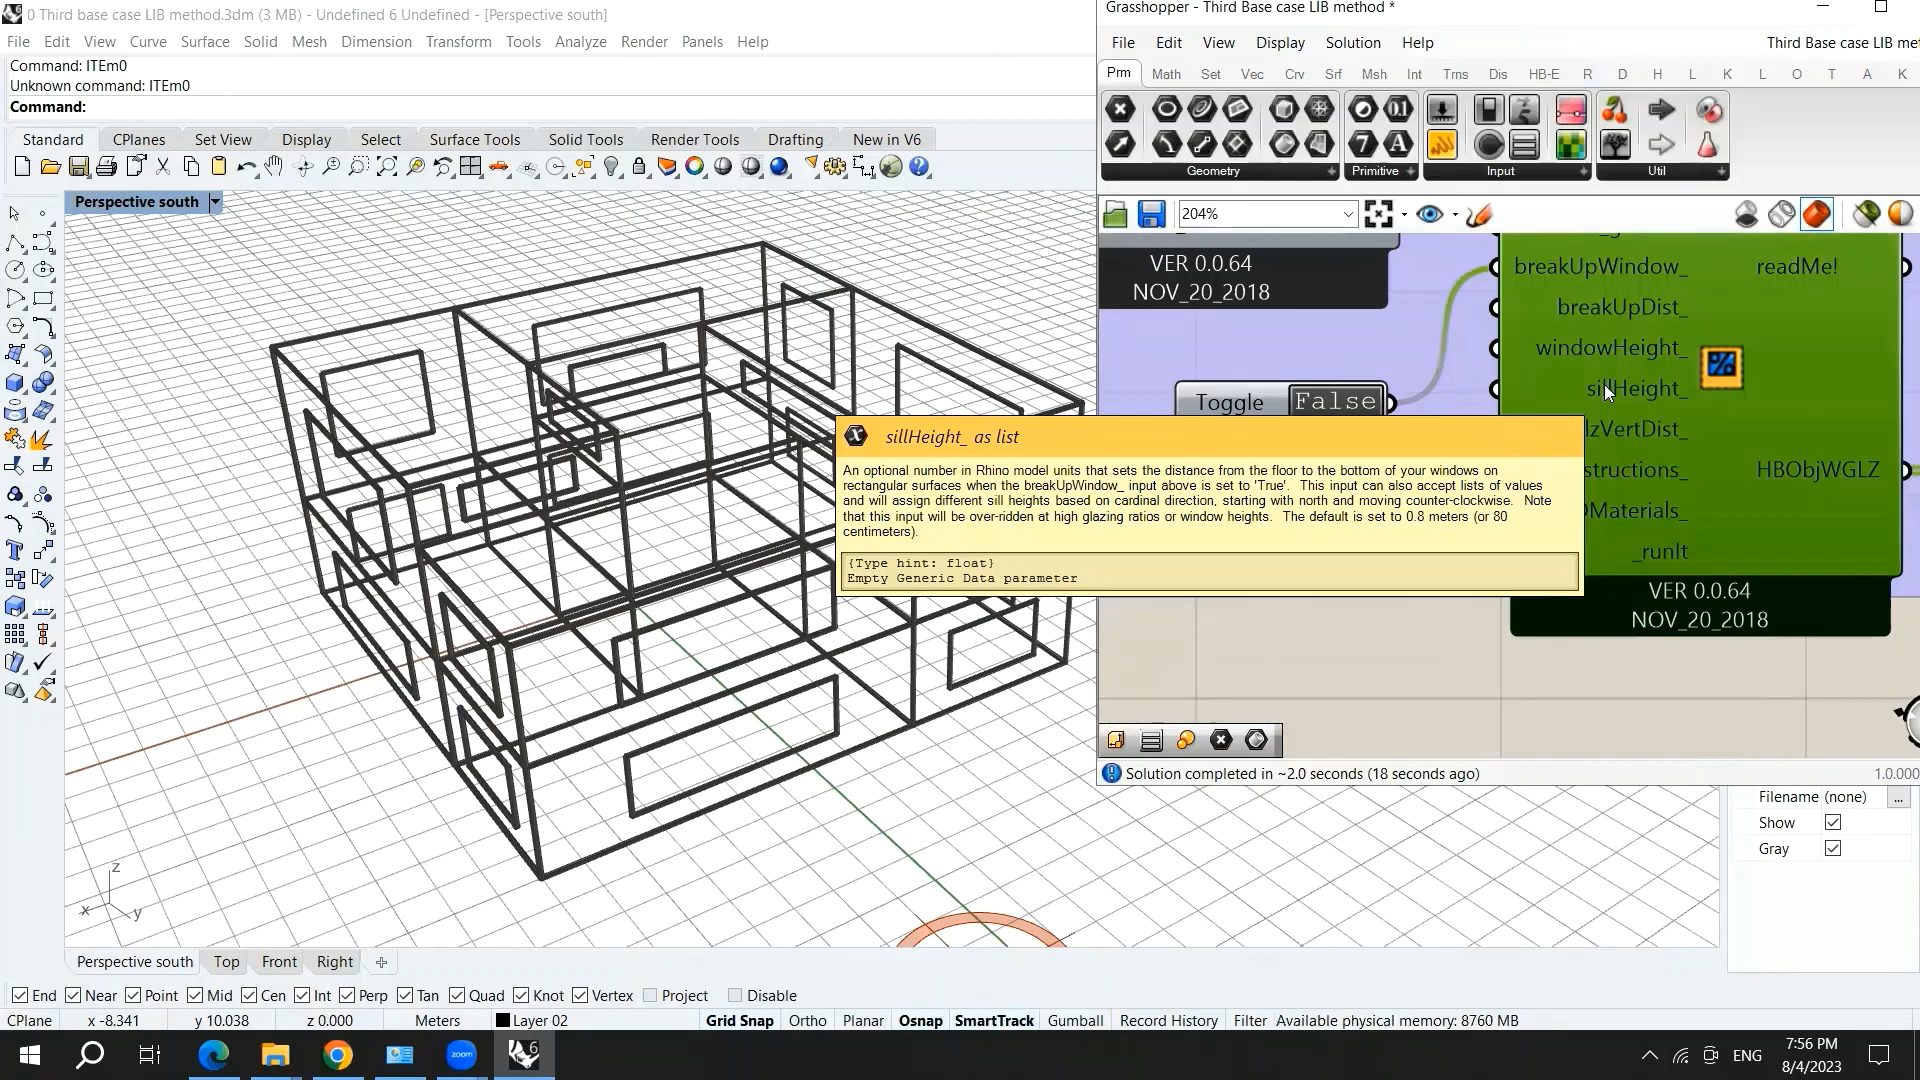 0 Third base case LIB method.3dm (3 MB) - Undefined 6 Undefined - [Perspective south]
File Edit View Curve Surface Solid Mesh Dimension Transform Tools Analyze Render Panels Help
Command: ITEm0
Unknown command: ITEm0
Command:
Standard CPlanes Set View Display Select Surface Tools Solid Tools Mesh Tools Render Tools Drafting New in V6
Perspective south
Grasshopper - Third Base case LIB method *
File Edit View Display Solution Help
Third Base case LIB met
Prm Math Set Vec Crv Srf Msh Int Trns Dis HB-E R D H L K L O T A K
Geometry Primitive Input Util
204%
VER 0.0.64
NOV_20_2018
Toggle False
breakUpWindow_ readMe!
breakUpDist_
windowHeight_
sillHeight_
lzVertDist_
structions_ HBObjWGLZ
Materials_
_runIt
VER 0.0.64
NOV_20_2018
sillHeight_ as list
An optional number in Rhino model units that sets the distance from the floor to the bottom of your windows on
rectangular surfaces when the breakUpWindow_ input above is set to 'True'. This input can also accept lists of values
and will assign different sill heights based on cardinal direction, starting with north and moving counter-clockwise. Note
that this input will be over-ridden at high glazing ratios or window heights. The default is set to 0.8 meters (or 80
centimeters).
{Type hint: float}
Empty Generic Data parameter
Solution completed in ~2.0 seconds (18 seconds ago)
1.0.000
Filename (none) ...
Show
Gray
z
x
y
Perspective south Top Front Right
End Near Point Mid Cen Int Perp Tan Quad Knot Vertex Project Disable
CPlane x -8.341 y 10.038 z 0.000 Meters Layer 02 Grid Snap Ortho Planar Osnap SmartTrack Gumball Record History Filter Available physical memory: 8760 MB
zoom
6
ENG
7:56 PM
8/4/2023